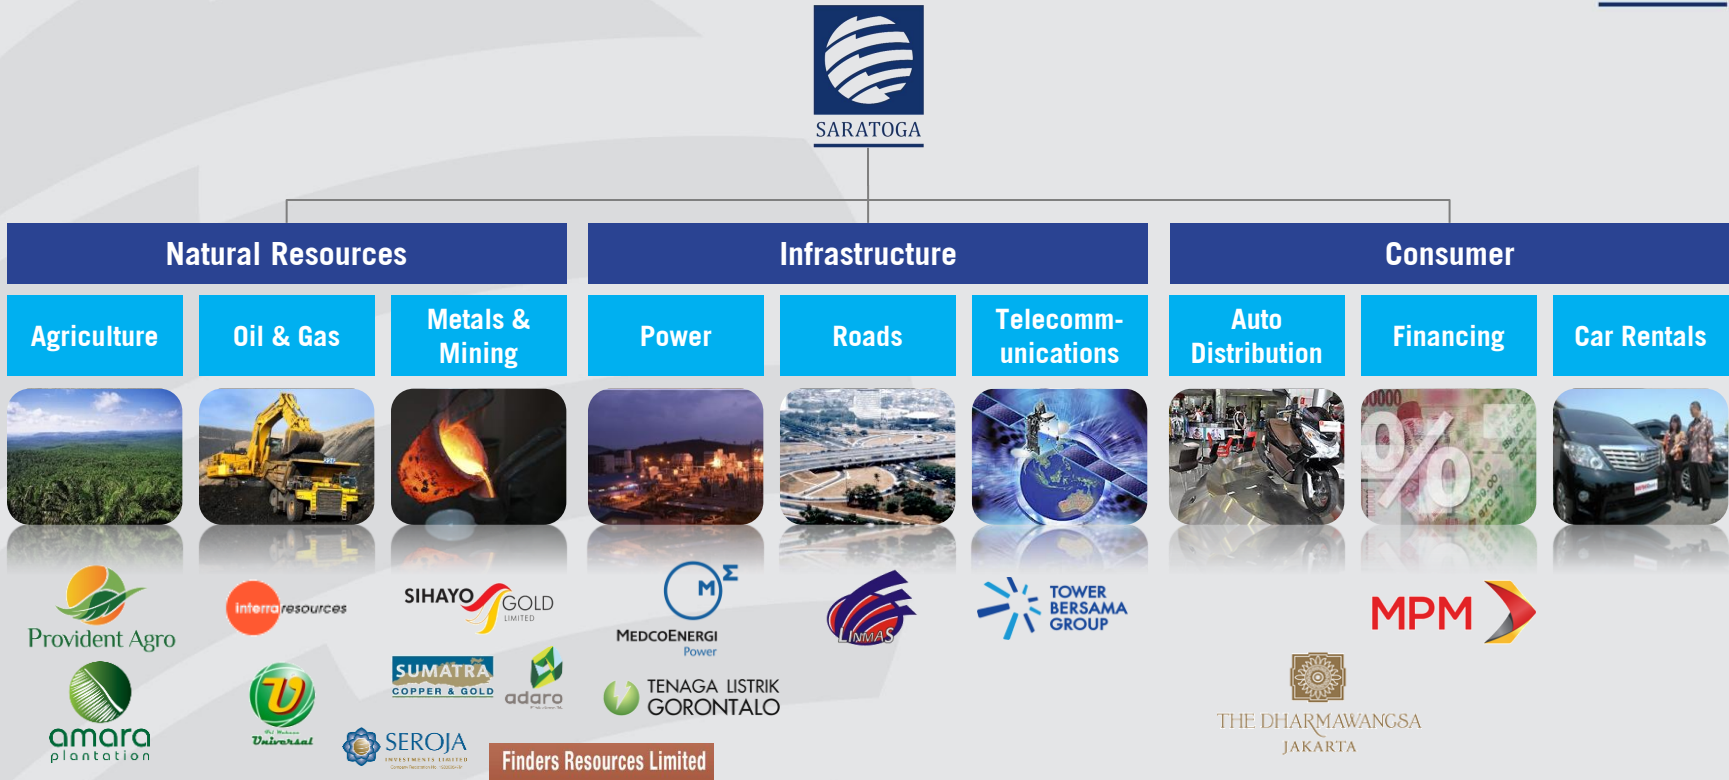 SARATOGA
Natural Resources
Infrastructure
Consumer
Agriculture
Oil & Gas
Metals &
Mining
Power
Roads
Telecomm-
unications
Auto
Distribution
Financing
Car Rentals
Provident Agro
interra resources
SIHAYO GOLD
LIMITED
MEDCOENERGI
Power
LINMAS
TOWER
BERSAMA
GROUP
MPM
amara
plantation
Universal
SUMATRA
COPPER & GOLD
adaro
TENAGA LISTRIK
GORONTALO
SEROJA
INVESTMENTS LIMITED
Finders Resources Limited
THE DHARMAWANGSA
JAKARTA